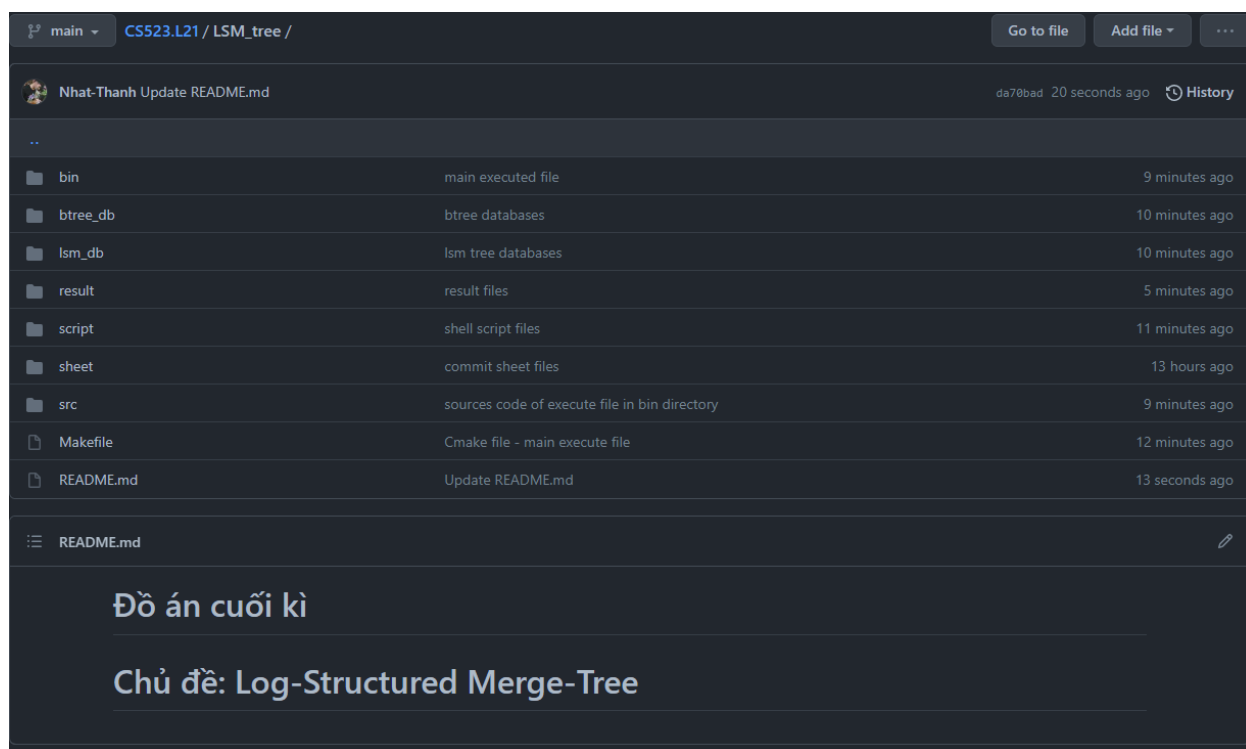 main CS523.L21 / LSM_tree / Go to file Add file ...
Nhat-Thanh Update README.md da70bad 20 seconds ago History
..
bin main executed file 9 minutes ago
btree_db btree databases 10 minutes ago
lsm_db lsm tree databases 10 minutes ago
result result files 5 minutes ago
script shell script files 11 minutes ago
sheet commit sheet files 13 hours ago
src sources code of execute file in bin directory 9 minutes ago
Makefile Cmake file - main execute file 12 minutes ago
README.md Update README.md 13 seconds ago
README.md
Đồ án cuối kì
Chủ đề: Log-Structured Merge-Tree